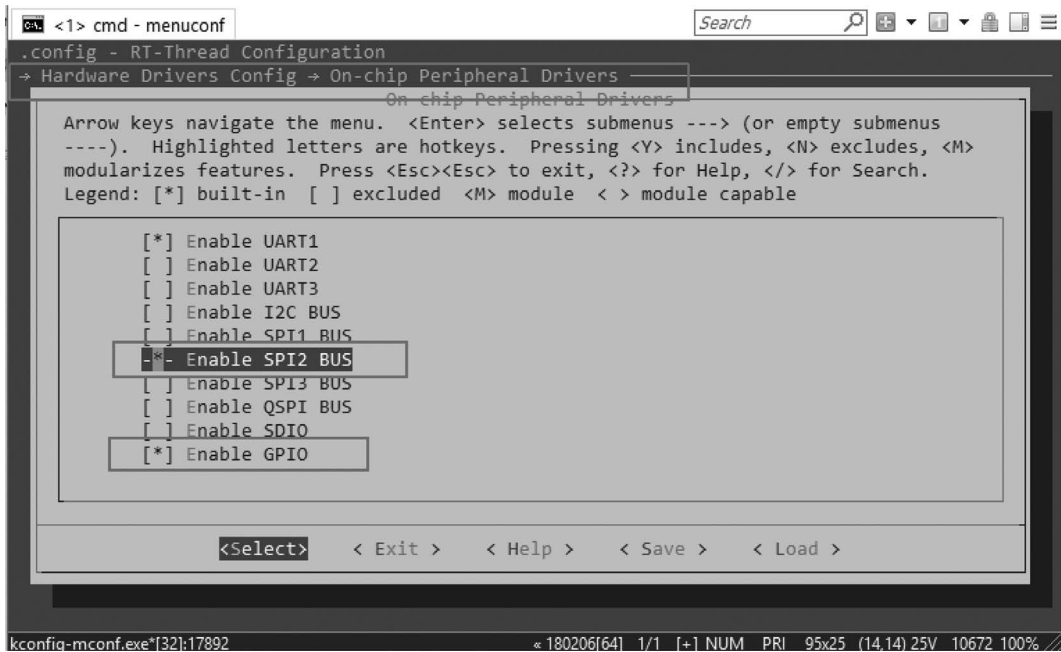 <1> cmd - menuconf
Search
.config - RT-Thread Configuration
→ Hardware Drivers Config → On-chip Peripheral Drivers
On-chip Peripheral Drivers
Arrow keys navigate the menu. <Enter> selects submenus ---> (or empty submenus
----). Highlighted letters are hotkeys. Pressing <Y> includes, <N> excludes, <M>
modularizes features. Press <Esc><Esc> to exit, <?> for Help, </> for Search.
Legend: [*] built-in [ ] excluded <M> module < > module capable
[*] Enable UART1
[ ] Enable UART2
[ ] Enable UART3
[ ] Enable I2C BUS
[ ] Enable SPI1 BUS
-*- Enable SPI2 BUS
[ ] Enable SPI3 BUS
[ ] Enable QSPI BUS
[ ] Enable SDIO
[*] Enable GPIO
<Select> < Exit > < Help > < Save > < Load >
kconfig-mconf.exe*[32]:17892 « 180206[64] 1/1 [+] NUM PRI 95x25 (14,14) 25V 10672 100%